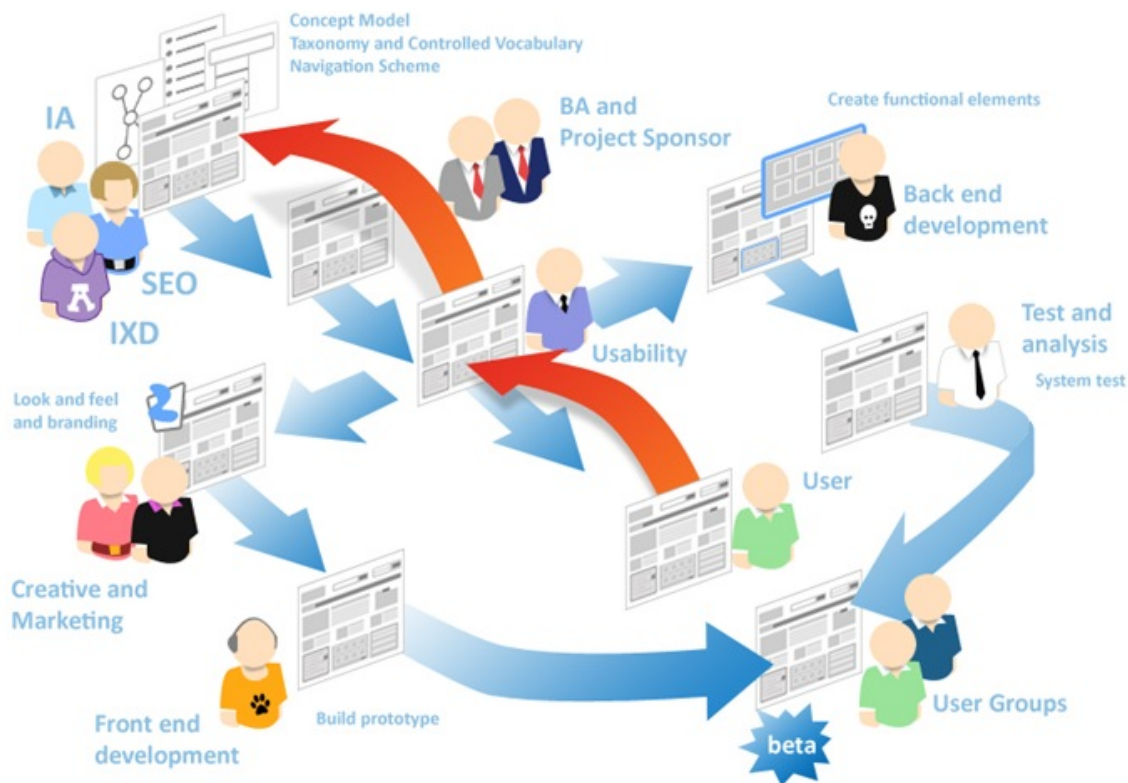 Concept Model
Taxonomy and Controlled Vocabulary
Navigation Scheme
IA
SEO
IXD
A
BA and
Project Sponsor
Create functional elements
Back end
development
Usability
Test and
analysis
System test
Look and feel
and branding
Creative and
Marketing
User
Front end
development
Build prototype
User Groups
beta